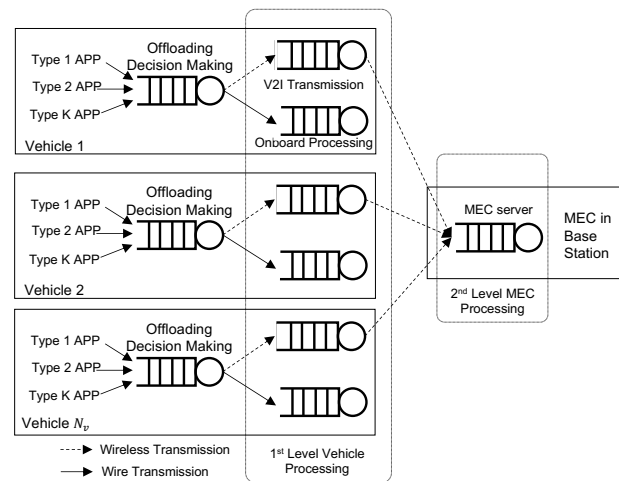 Type 1 APP
Type 2 APP
Type K APP
Offloading
Decision Making
V2I Transmission
Onboard Processing
Vehicle 1
Type 1 APP
Type 2 APP
Type K APP
Offloading
Decision Making
Vehicle 2
Type 1 APP
Type 2 APP
Type K APP
Offloading
Decision Making
Vehicle N_v
MEC server
MEC in
Base
Station
2nd Level MEC
Processing
1st Level Vehicle
Processing
Wireless Transmission
Wire Transmission